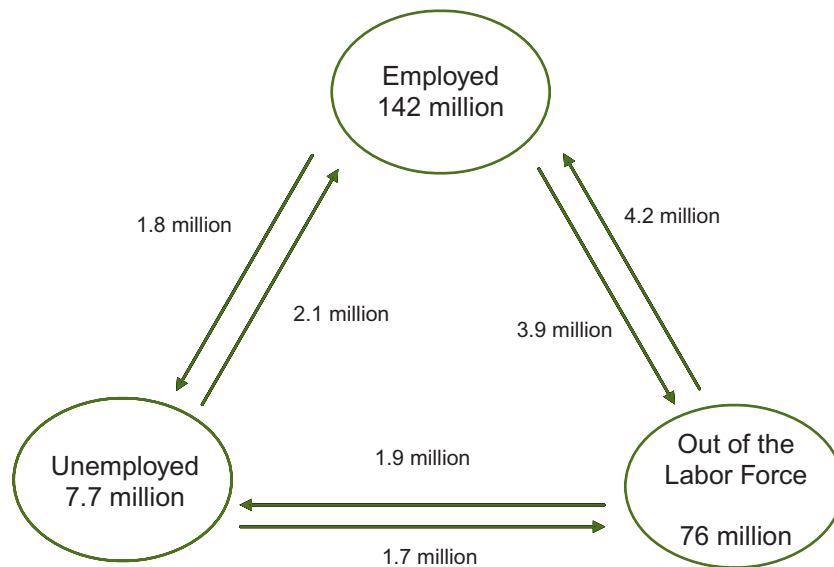 Employed
142 million
1.8 million
4.2 million
2.1 million
3.9 million
Unemployed
7.7 million
1.9 million
1.7 million
Out of the
Labor Force
76 million